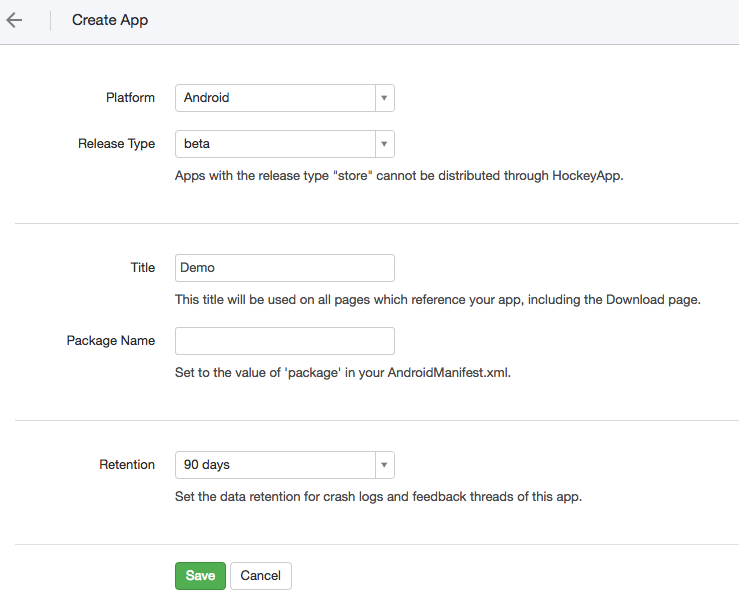 Create App
Platform Android
Release Type beta
Apps with the release type "store" cannot be distributed through HockeyApp.
Title Demo
This title will be used on all pages which reference your app, including the Download page.
Package Name
Set to the value of 'package' in your AndroidManifest.xml.
Retention 90 days
Set the data retention for crash logs and feedback threads of this app.
Save Cancel